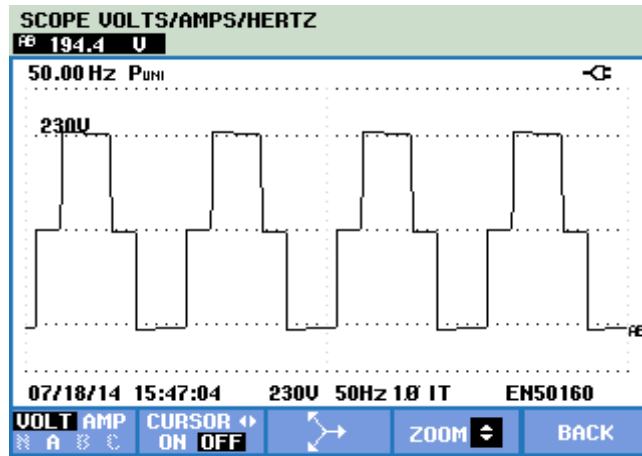 SCOPE VOLTS/AMPS/HERTZ
AB 194.4 V
50.00 Hz PUNI
230V
AB
07/18/14 15:47:04 230V 50Hz 1Ø IT EN50160
VOLT AMP CURSOR ON OFF ZOOM BACK
N A B C